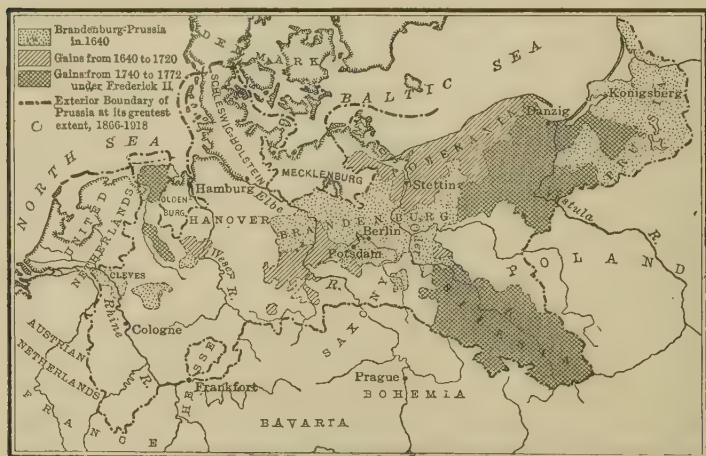 Brandenburg-Prussia
in 1640
Gains from 1640 to 1720
Gains from 1740 to 1772
under Frederick II
Exterior Boundary of
Prussia at its greatest
extent, 1866-1918
NORTH SEA
DENMARK
BALTIC SEA
SCHLESWIG-HOLSTEIN
Königsberg
Danzig
PRUSSIA
POMERANIA
MECKLENBURG
Stettin
Hamburg
Elbe
OLDENBURG
HANOVER
UNITED
NETHERLANDS
BRANDENBURG
Berlin
Potsdam
Oder
Vistula R.
POLAND
Weser R.
R.
CLEVES
Rhine
R.
Cologne
SAXONY
SILESIA
AUSTRIAN
NETHERLANDS
HESSE
Frankfort
Prague
BOHEMIA
FRANCE
BAVARIA